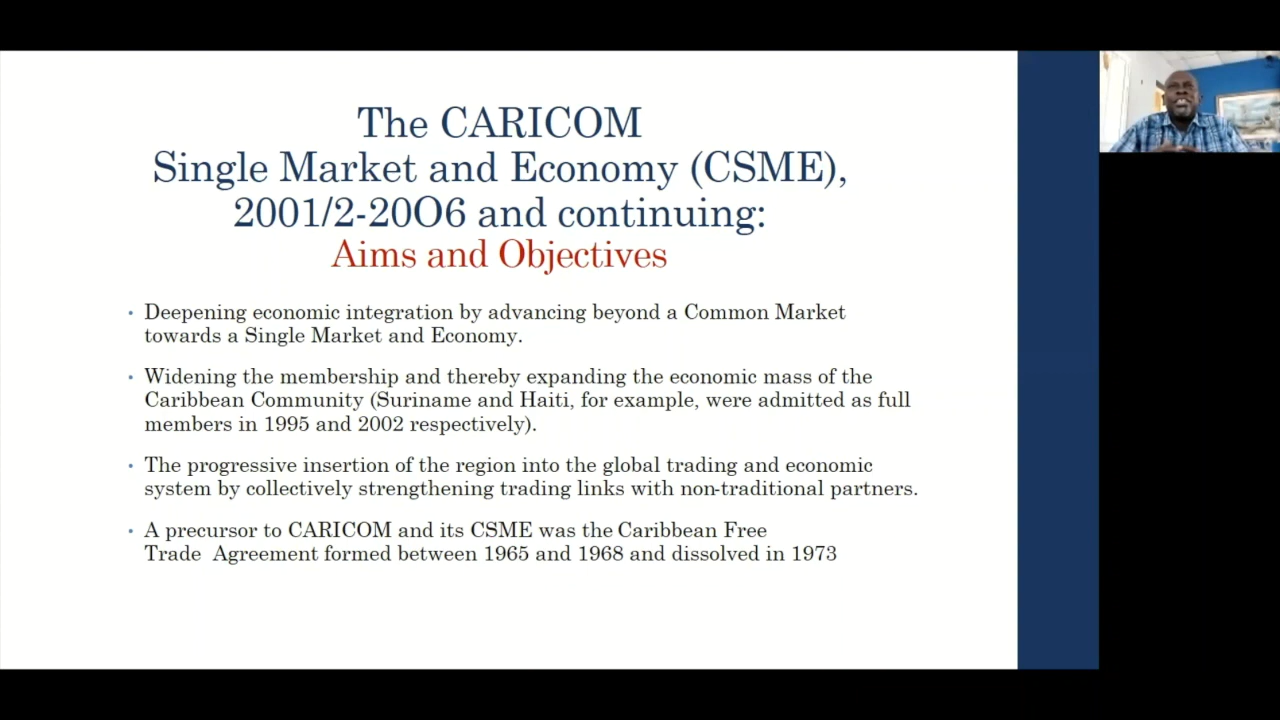 The CARICOM
Single Market and Economy (CSME),
2001/2-20O6 and continuing:
Aims and Objectives
• Deepening economic integration by advancing beyond a Common Market
towards a Single Market and Economy.
• Widening the membership and thereby expanding the economic mass of the
Caribbean Community (Suriname and Haiti, for example, were admitted as full
members in 1995 and 2002 respectively).
• The progressive insertion of the region into the global trading and economic
system by collectively strengthening trading links with non-traditional partners.
• A precursor to CARICOM and its CSME was the Caribbean Free
Trade  Agreement formed between 1965 and 1968 and dissolved in 1973